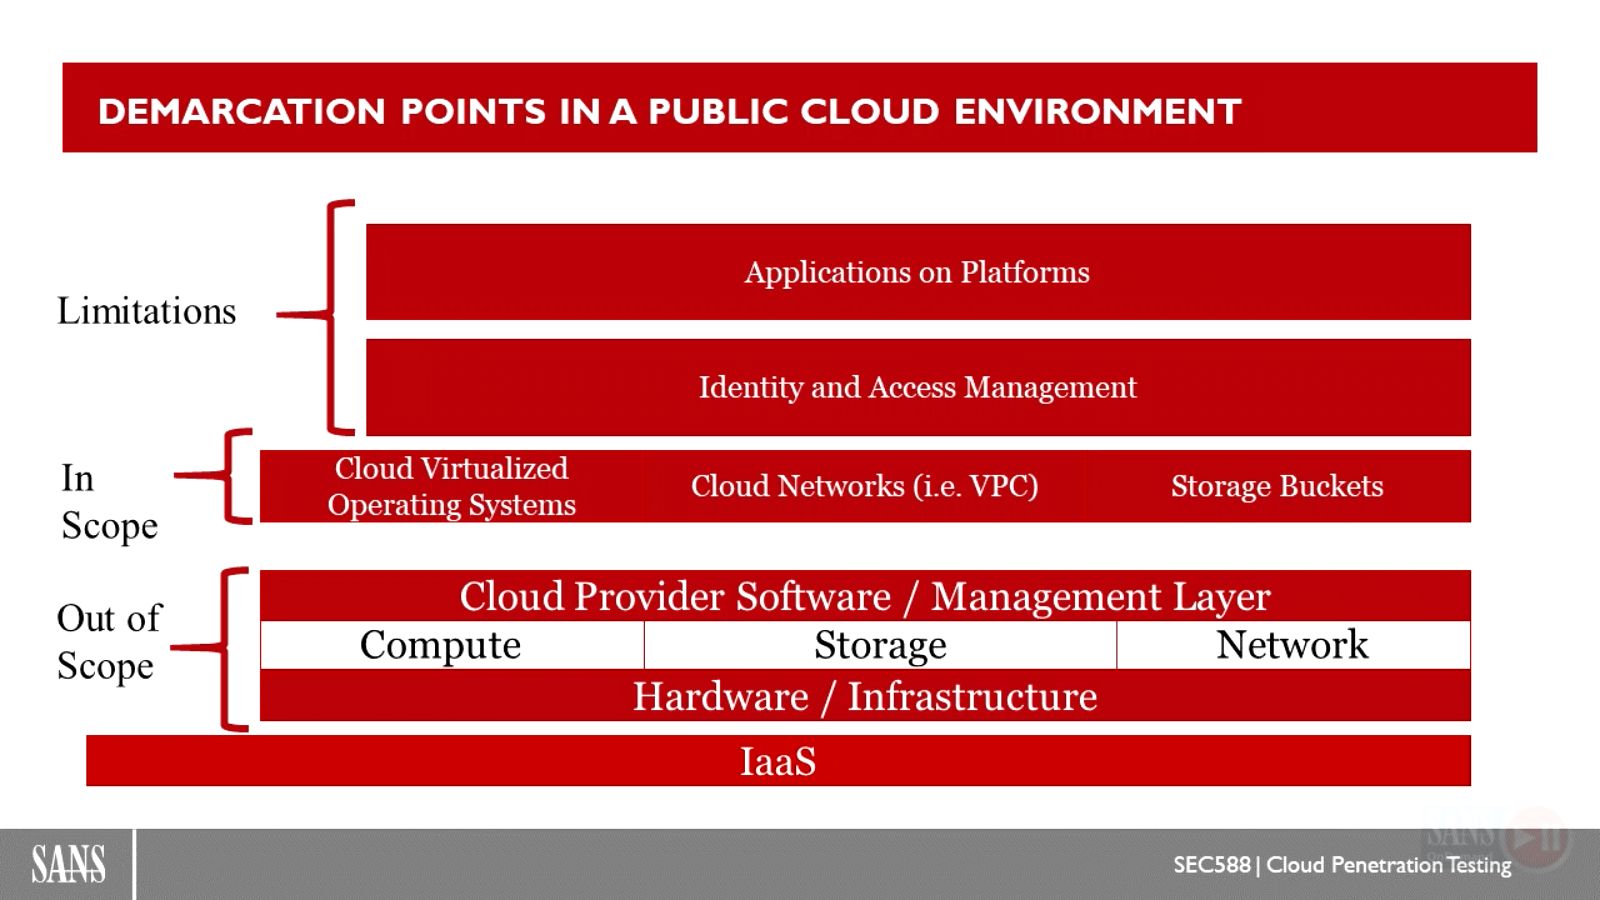 DEMARCATION POINTS IN A PUBLIC CLOUD ENVIRONMENT
Limitations
Applications on Platforms
Identity and Access Management
In
Scope
Cloud Virtualized
Operating Systems
Cloud Networks (i.e. VPC)
Storage Buckets
Out of
Scope
Cloud Provider Software / Management Layer
Compute
Storage
Network
Hardware / Infrastructure
IaaS
SANS
SEC588 | Cloud Penetration Testing
SANS